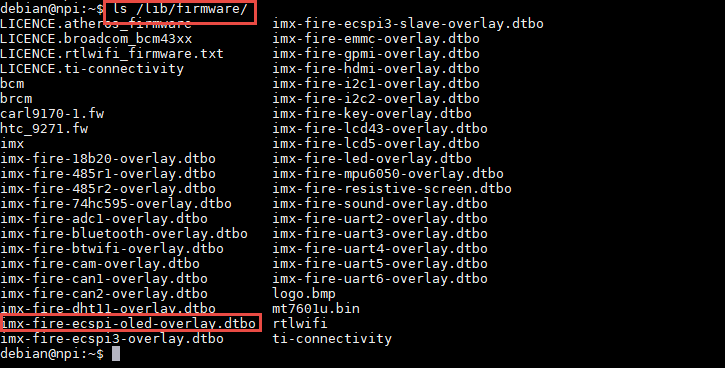 debian@npi:~$ ls /lib/firmware/
LICENCE.atheros_firmware imx-fire-ecspi3-slave-overlay.dtbo
LICENCE.broadcom_bcm43xx imx-fire-emmc-overlay.dtbo
LICENCE.rtlwifi_firmware.txt imx-fire-gpmi-overlay.dtbo
LICENCE.ti-connectivity imx-fire-hdmi-overlay.dtbo
bcm imx-fire-i2c1-overlay.dtbo
brcm imx-fire-i2c2-overlay.dtbo
carl9170-1.fw imx-fire-key-overlay.dtbo
htc_9271.fw imx-fire-lcd43-overlay.dtbo
imx imx-fire-lcd5-overlay.dtbo
imx-fire-18b20-overlay.dtbo imx-fire-led-overlay.dtbo
imx-fire-485r1-overlay.dtbo imx-fire-mpu6050-overlay.dtbo
imx-fire-485r2-overlay.dtbo imx-fire-resistive-screen.dtbo
imx-fire-74hc595-overlay.dtbo imx-fire-sound-overlay.dtbo
imx-fire-adc1-overlay.dtbo imx-fire-uart2-overlay.dtbo
imx-fire-bluetooth-overlay.dtbo imx-fire-uart3-overlay.dtbo
imx-fire-btwifi-overlay.dtbo imx-fire-uart4-overlay.dtbo
imx-fire-cam-overlay.dtbo imx-fire-uart5-overlay.dtbo
imx-fire-can1-overlay.dtbo imx-fire-uart6-overlay.dtbo
imx-fire-can2-overlay.dtbo logo.bmp
imx-fire-dht11-overlay.dtbo mt7601u.bin
imx-fire-ecspi-oled-overlay.dtbo rtlwifi
imx-fire-ecspi3-overlay.dtbo ti-connectivity
debian@npi:~$